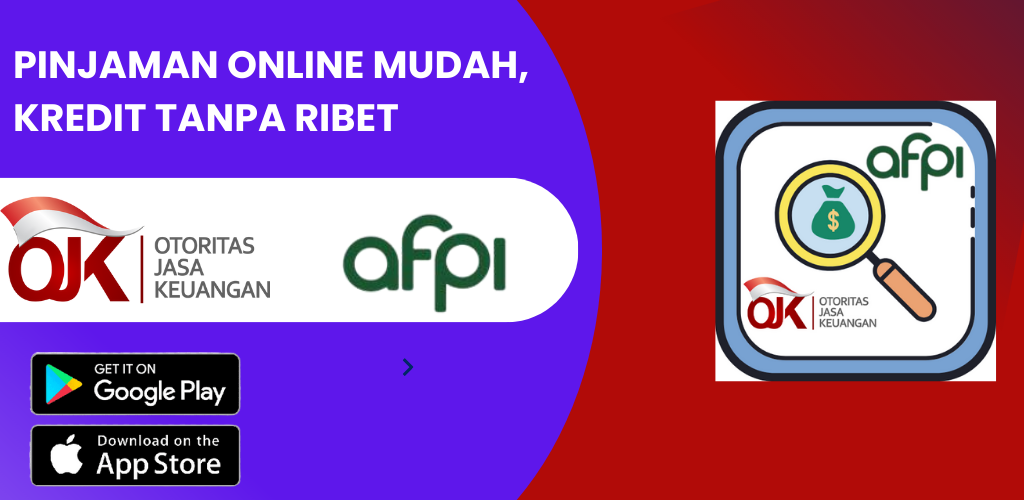 PINJAMAN ONLINE MUDAH,
KREDIT TANPA RIBET
OJK
OTORITAS
JASA
KEUANGAN
afpi
GET IT ON
Google Play
Download on the
App Store
afpi
$
OJK
OTORITAS
JASA
KEUANGAN